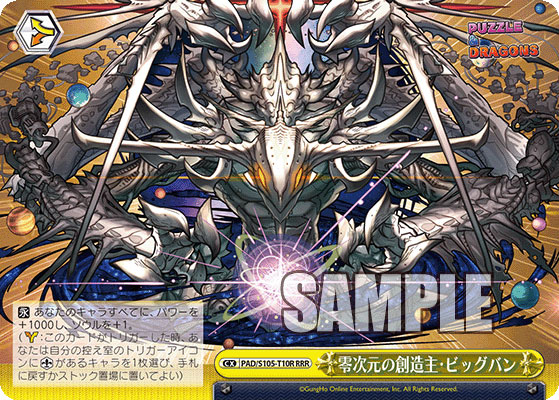 PUZZLE & DRAGONS
SAMPLE
永 あなたのキャラすべてに、パワーを
+1000し、ソウルを+1。
(:このカードがトリガーした時、あ
なたは自分の控え室のトリガーアイコ
ンにがあるキャラを1枚選び、手札
に戻すかストック置場に置いてよい)
CX PAD/S105-T10R RRR
零次元の創造主・ビッグバン
©GungHo Online Entertainment, Inc. All Rights Reserved.